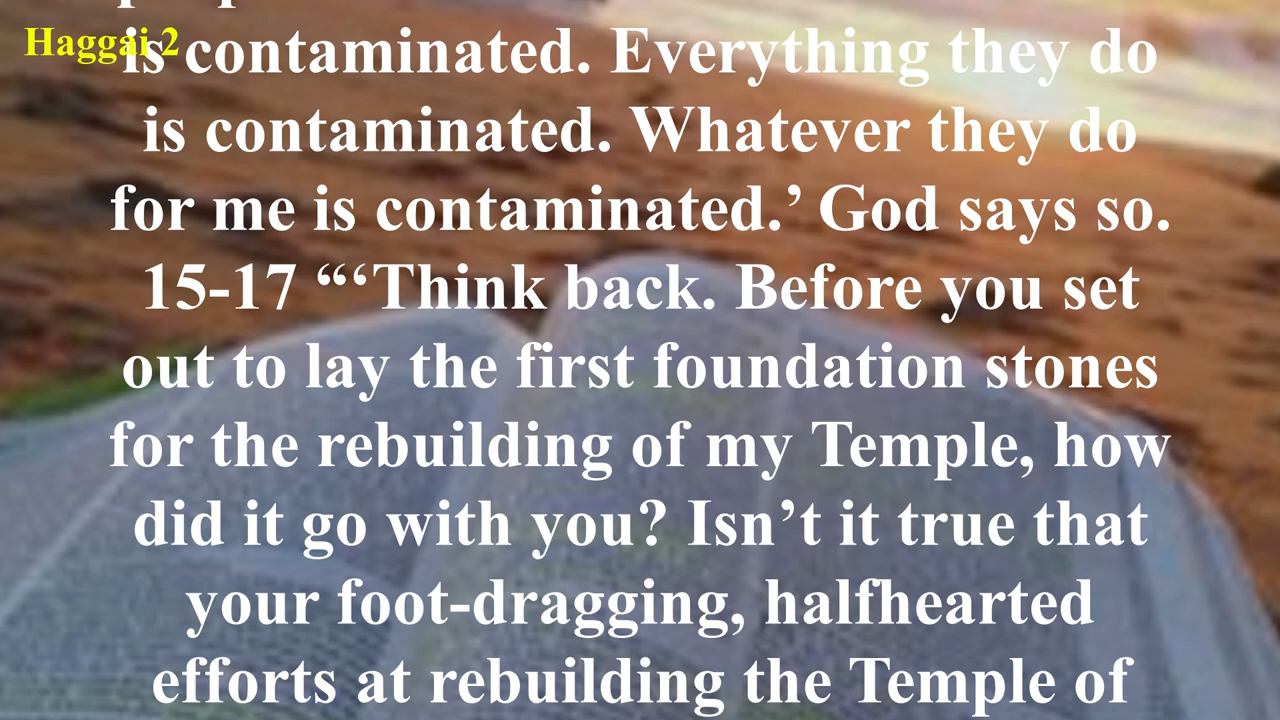 Haggai 2
is contaminated. Everything they do
is contaminated. Whatever they do
for me is contaminated.’ God says so.
15-17 “‘Think back. Before you set
out to lay the first foundation stones
for the rebuilding of my Temple, how
did it go with you? Isn’t it true that
your foot-dragging, halfhearted
efforts at rebuilding the Temple of